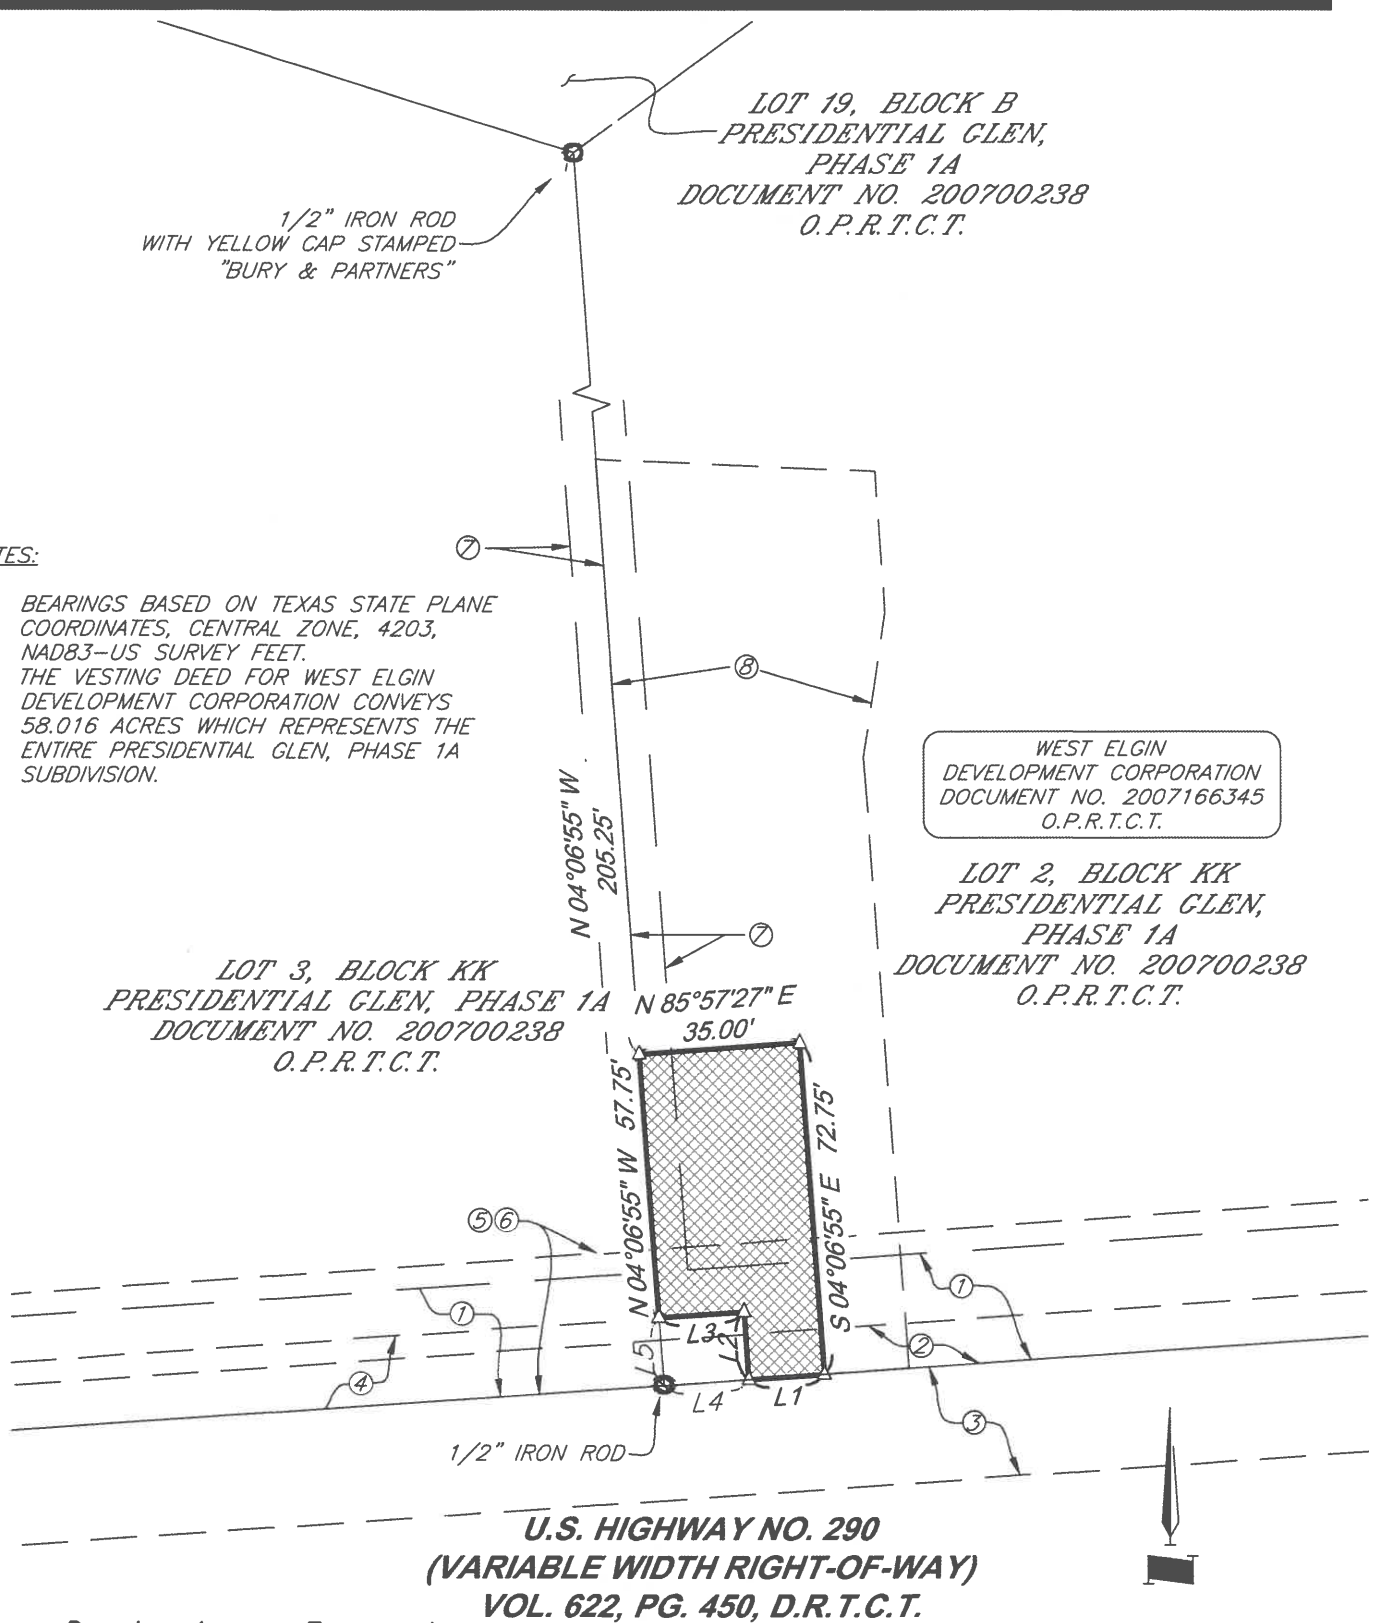 LOT 19, BLOCK B
PRESIDENTIAL GLEN,
PHASE 1A
DOCUMENT NO. 200700238
O.P.R.T.C.T.
1/2" IRON ROD
WITH YELLOW CAP STAMPED
"BURY & PARTNERS"
7
TES:
BEARINGS BASED ON TEXAS STATE PLANE
COORDINATES, CENTRAL ZONE, 4203,
NAD83-US SURVEY FEET.
THE VESTING DEED FOR WEST ELGIN
DEVELOPMENT CORPORATION CONVEYS
58.016 ACRES WHICH REPRESENTS THE
ENTIRE PRESIDENTIAL GLEN, PHASE 1A
SUBDIVISION.
8
WEST ELGIN
DEVELOPMENT CORPORATION
DOCUMENT NO. 2007166345
O.P.R.T.C.T.
N 04°06'55" W
205.25'
LOT 2, BLOCK KK
PRESIDENTIAL GLEN,
PHASE 1A
DOCUMENT NO. 200700238
O.P.R.T.C.T.
7
LOT 3, BLOCK KK
PRESIDENTIAL GLEN, PHASE 1A
DOCUMENT NO. 200700238
O.P.R.T.C.T.
N 85°57'27" E
35.00'
N 04°06'55" W 57.75'
S 04°06'55" E 72.75'
5 6
1
1
2
L3
L2
L5
4
L4
L1
3
1/2" IRON ROD
U.S. HIGHWAY NO. 290
(VARIABLE WIDTH RIGHT-OF-WAY)
VOL. 622, PG. 450, D.R.T.C.T.